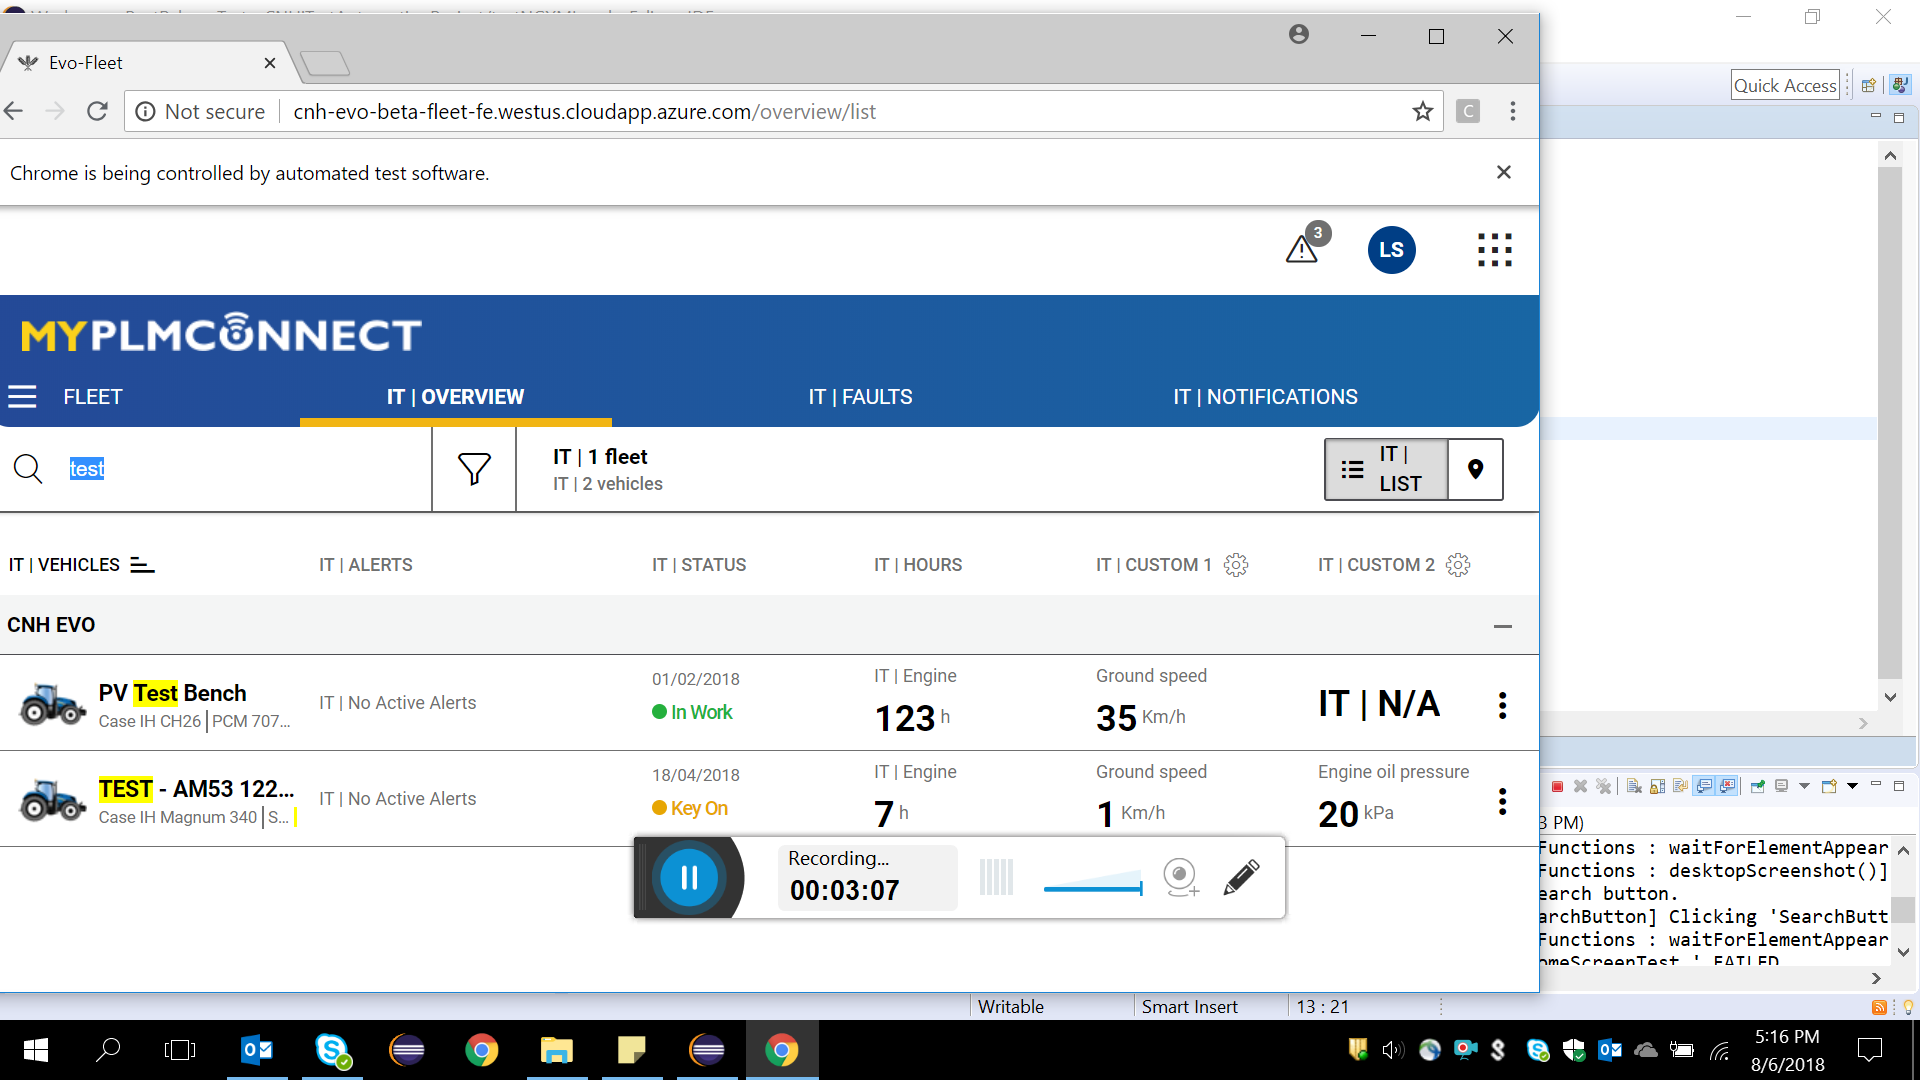 Evo-Fleet
Quick Access
Not secure
cnh-evo-beta-fleet-fe.westus.cloudapp.azure.com/overview/list
C
Chrome is being controlled by automated test software.
3
LS
MYPLMCONNECT
FLEET
IT | OVERVIEW
IT | FAULTS
IT | NOTIFICATIONS
test
IT | 1 fleet
IT | 2 vehicles
IT |
LIST
IT | VEHICLES
IT | ALERTS
IT | STATUS
IT | HOURS
IT | CUSTOM 1
IT | CUSTOM 2
CNH EVO
PV Test Bench
Case IH CH26 | PCM 707...
IT | No Active Alerts
01/02/2018
In Work
IT | Engine
123 h
Ground speed
35 Km/h
IT | N/A
TEST - AM53 122...
Case IH Magnum 340 | S...
IT | No Active Alerts
18/04/2018
Key On
IT | Engine
7 h
Ground speed
1 Km/h
Engine oil pressure
20 kPa
Recording...
00:03:07
3 PM)
Functions : waitForElementAppear
Functions : desktopScreenshot()]
earch button.
archButton] Clicking 'SearchButt
Functions : waitForElementAppear
omeScreenTest ' FAILED
Writable
Smart Insert
13 : 21
5:16 PM
8/6/2018